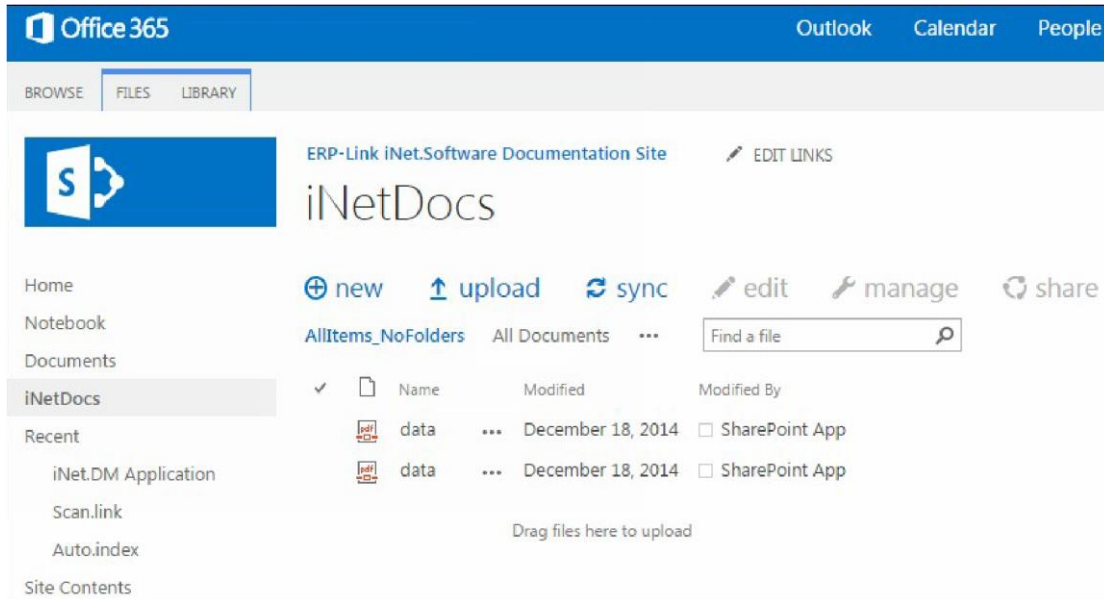 Office 365 Outlook Calendar People
BROWSE FILES LIBRARY
S
ERP-Link iNet.Software Documentation Site EDIT LINKS
iNetDocs
Home
Notebook
Documents
iNetDocs
Recent
iNet.DM Application
Scan.link
Auto.index
Site Contents
new upload sync edit manage share
AllItems_NoFolders All Documents ••• Find a file
Name Modified Modified By
pdf data ••• December 18, 2014 SharePoint App
pdf data ••• December 18, 2014 SharePoint App
Drag files here to upload